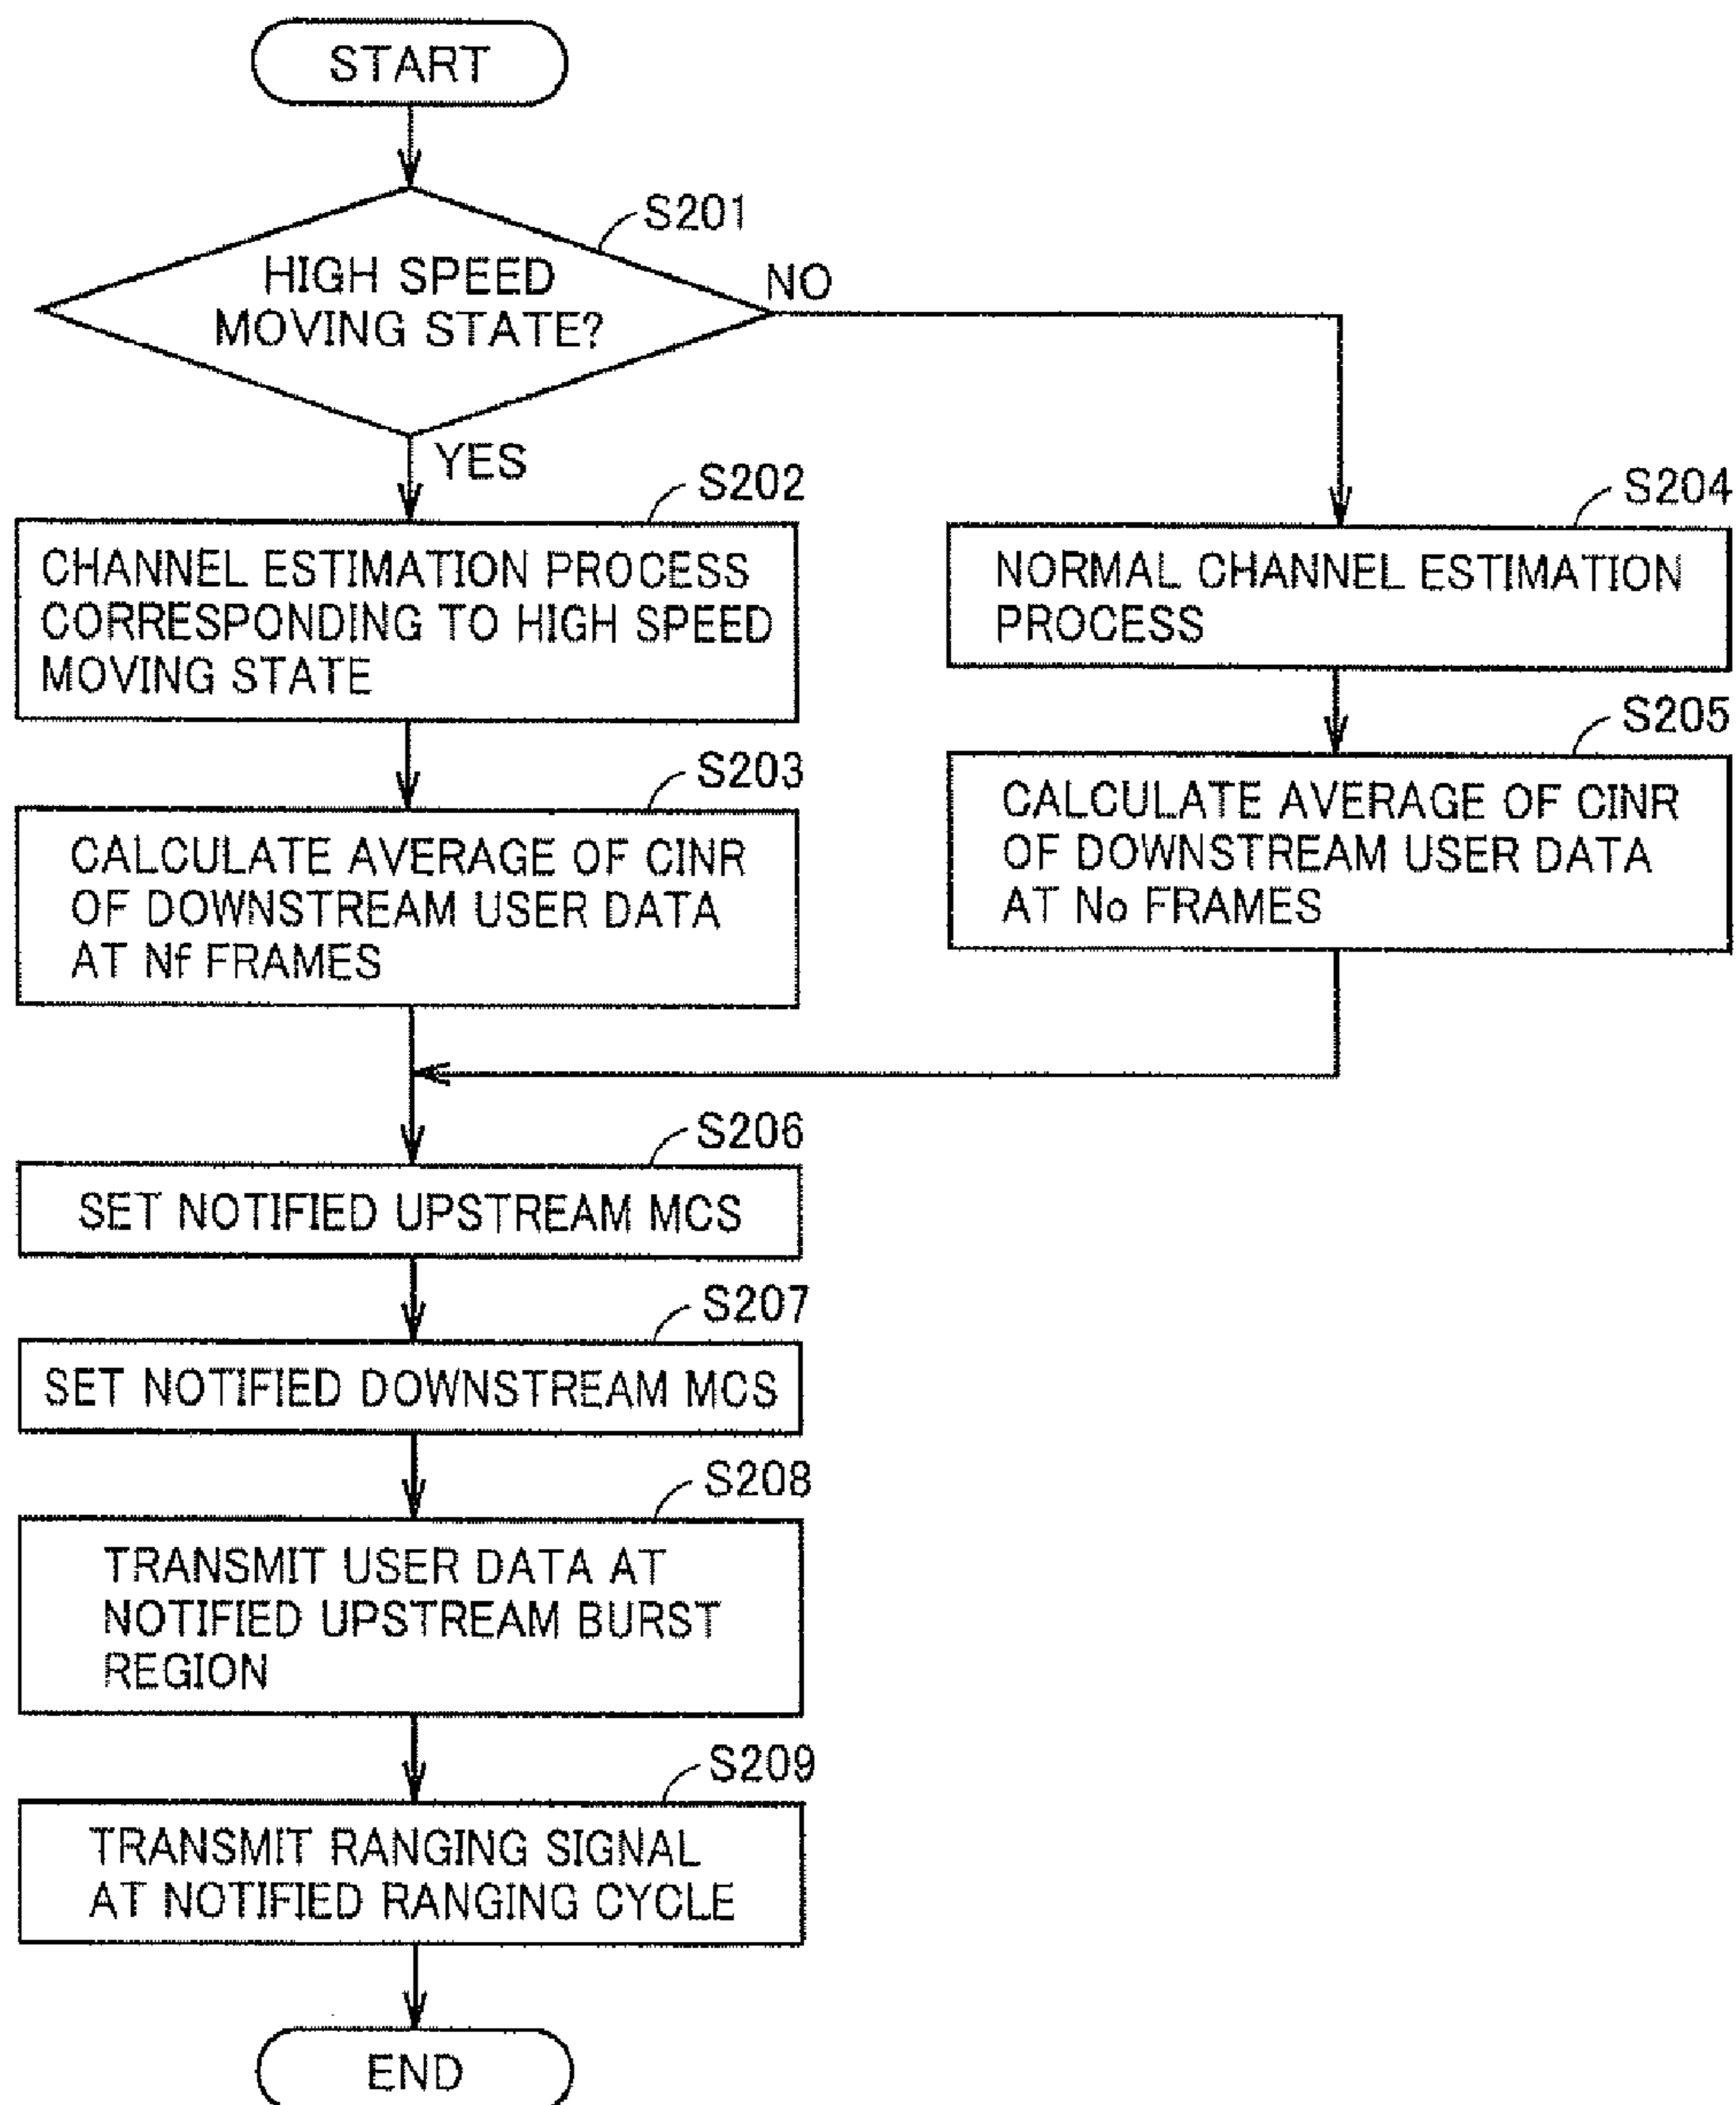 START
S201
HIGH SPEED
MOVING STATE?
NO
YES
S202
CHANNEL ESTIMATION PROCESS
CORRESPONDING TO HIGH SPEED
MOVING STATE
S204
NORMAL CHANNEL ESTIMATION
PROCESS
S203
CALCULATE AVERAGE OF CINR
OF DOWNSTREAM USER DATA
AT Nf FRAMES
S205
CALCULATE AVERAGE OF CINR
OF DOWNSTREAM USER DATA
AT No FRAMES
S206
SET NOTIFIED UPSTREAM MCS
S207
SET NOTIFIED DOWNSTREAM MCS
S208
TRANSMIT USER DATA AT
NOTIFIED UPSTREAM BURST
REGION
S209
TRANSMIT RANGING SIGNAL
AT NOTIFIED RANGING CYCLE
END